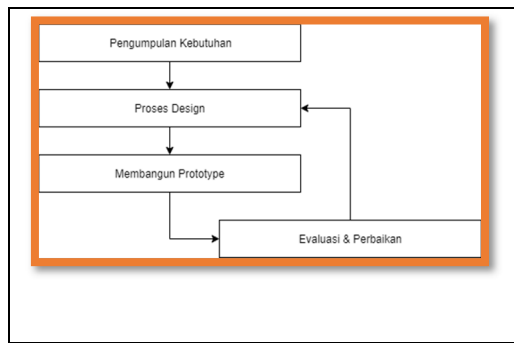 Pengumpulan Kebutuhan
Proses Design
Membangun Prototype
Evaluasi & Perbaikan